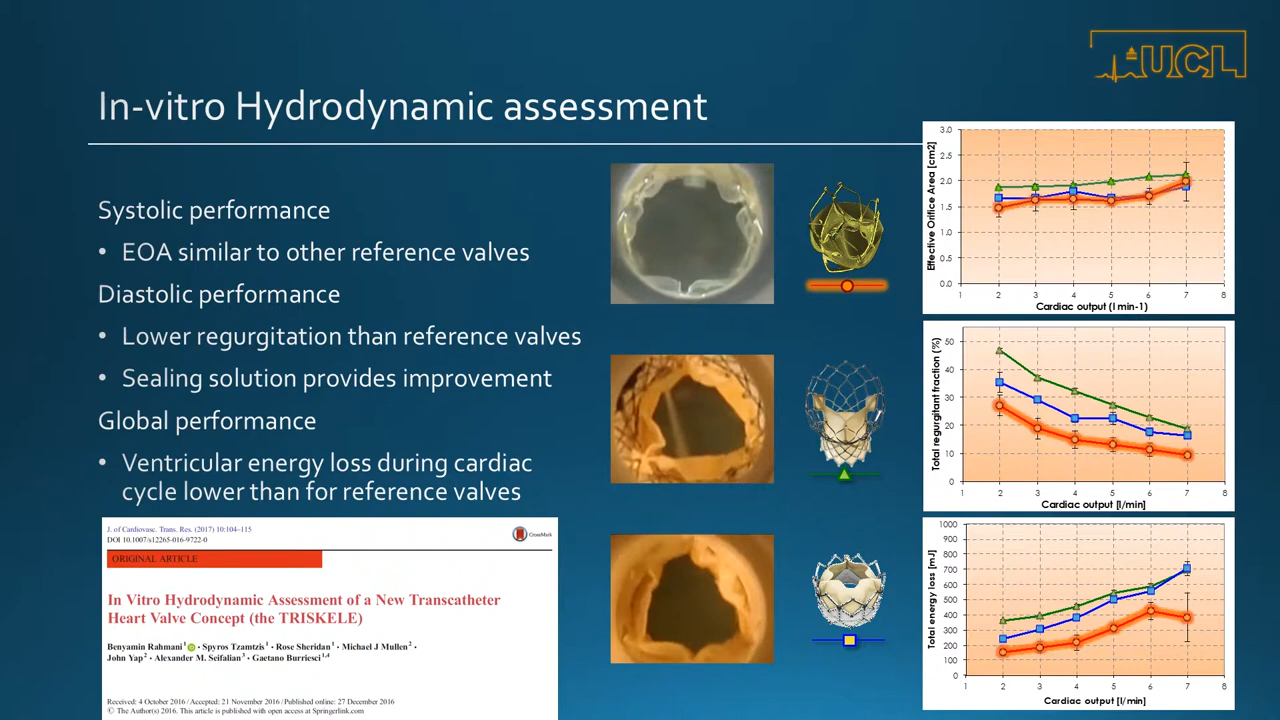 UCL
In-vitro Hydrodynamic assessment
Systolic performance
• EOA similar to other reference valves
Diastolic performance
• Lower regurgitation than reference valves
• Sealing solution provides improvement
Global performance
• Ventricular energy loss during cardiac
cycle lower than for reference valves
J. of Cardiovasc. Trans. Res. (2017) 10:104–115
DOI 10.1007/s12265-016-9722-0
CrossMark
ORIGINAL ARTICLE
In Vitro Hydrodynamic Assessment of a New Transcatheter
Heart Valve Concept (the TRISKELE)
Benyamin Rahmani1 · Spyros Tzamtzis1 · Rose Sheridan1 · Michael J Mullen2 ·
John Yap2 · Alexander M. Seifalian3 · Gaetano Burriesci1,4
Received: 4 October 2016 / Accepted: 21 November 2016 / Published online: 27 December 2016
© The Author(s) 2016. This article is published with open access at Springerlink.com
Effective Orifice Area [cm2]
3.0
2.5
2.0
1.5
1.0
0.5
0.0
1 2 3 4 5 6 7 8
Cardiac output (l min-1)
Total regurgitant fraction (%)
50
40
30
20
10
0
1 2 3 4 5 6 7 8
Cardiac output [l/min]
Total energy loss [mJ]
1000
900
800
700
600
500
400
300
200
100
0
1 2 3 4 5 6 7 8
Cardiac output [l/min]